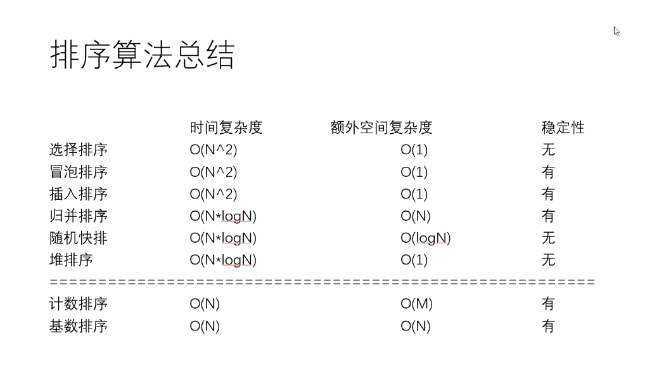 排序算法总结
时间复杂度 额外空间复杂度 稳定性
选择排序 O(N^2) O(1) 无
冒泡排序 O(N^2) O(1) 有
插入排序 O(N^2) O(1) 有
归并排序 O(N*logN) O(N) 有
随机快排 O(N*logN) O(logN) 无
堆排序 O(N*logN) O(1) 无
========================================================
计数排序 O(N) O(M) 有
基数排序 O(N) O(N) 有